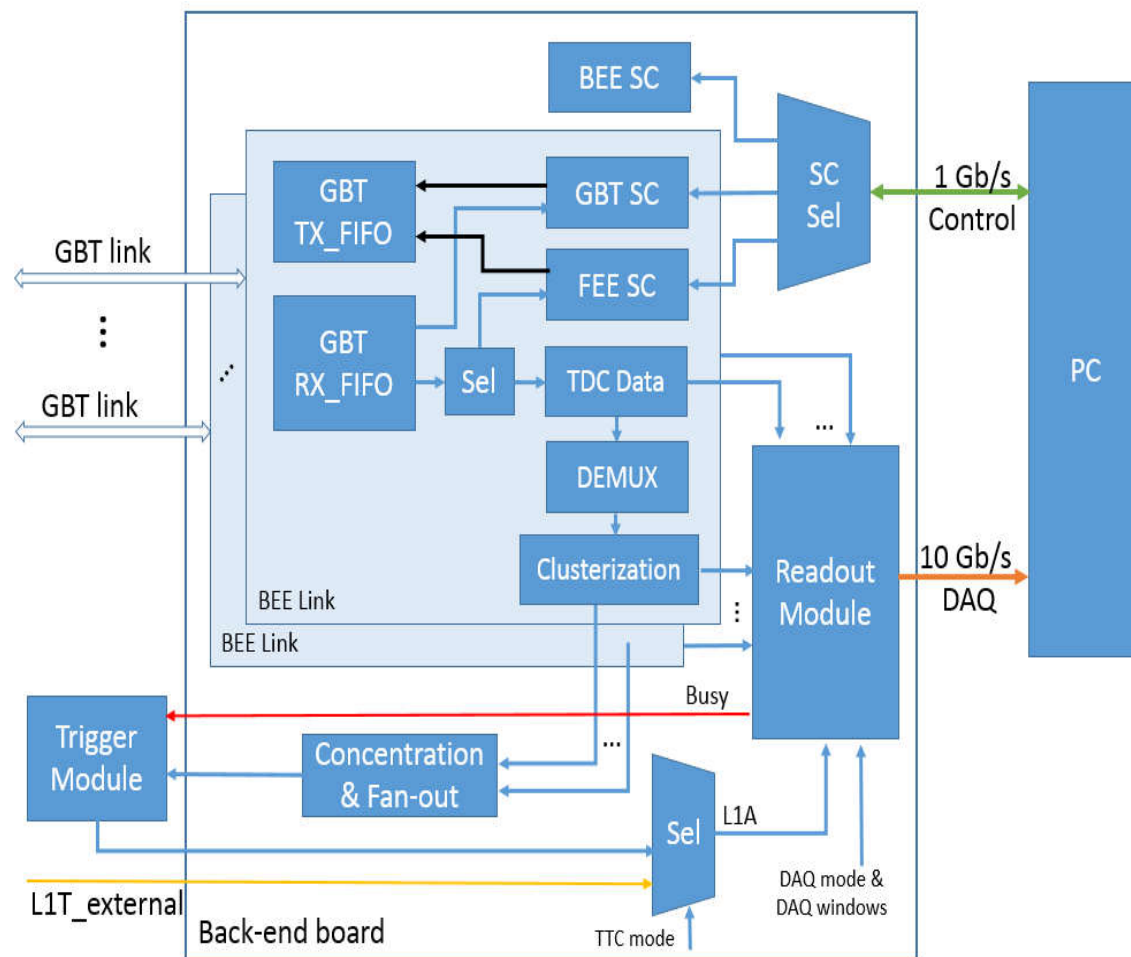 BEE SC
GBT
TX_FIFO
GBT SC
SC
Sel
1 Gb/s
Control
GBT link
FEE SC
...
GBT
RX_FIFO
Sel
TDC Data
PC
...
...
GBT link
DEMUX
Clusterization
Readout
Module
10 Gb/s
DAQ
BEE Link
...
BEE Link
Busy
Trigger
Module
Concentration
& Fan-out
...
Sel
L1A
L1T_external
DAQ mode &
DAQ windows
Back-end board
TTC mode